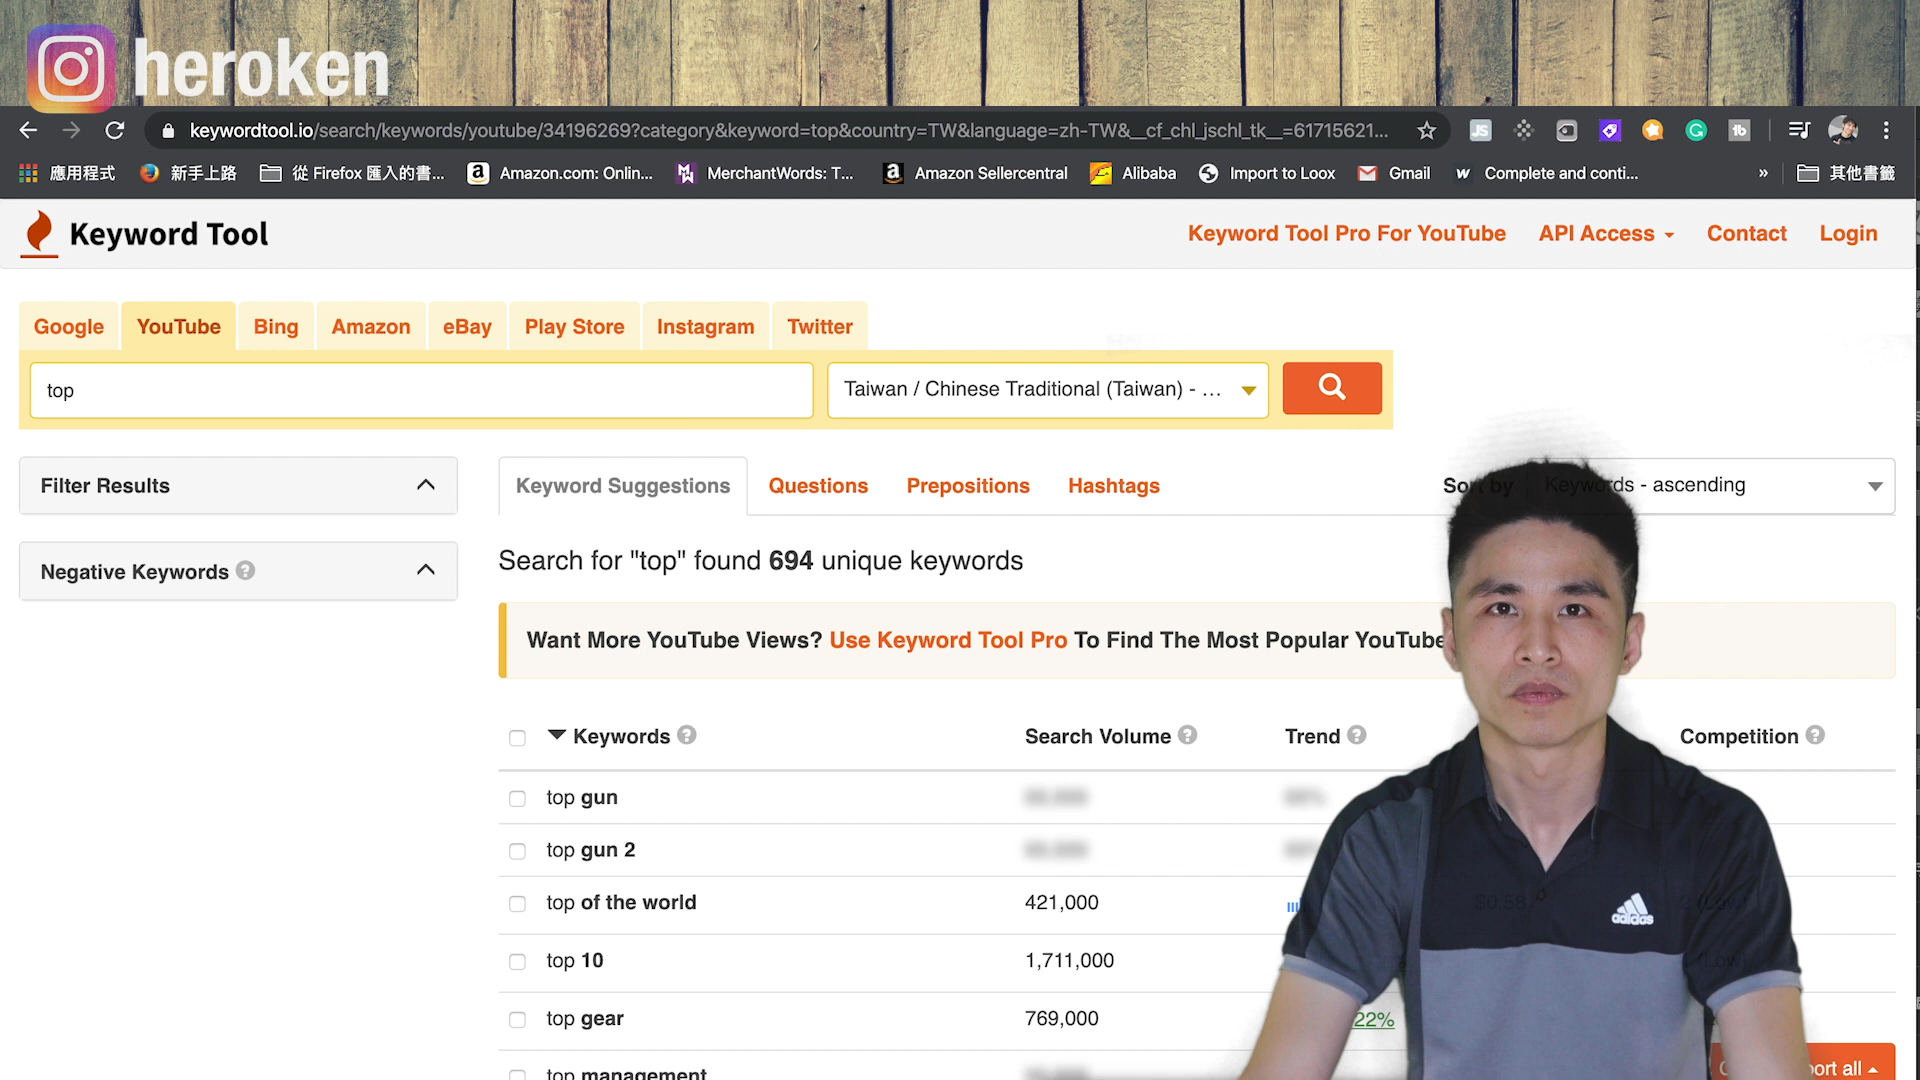 heroken
keywordtool.io/search/keywords/youtube/34196269?category&keyword=top&country=TW&language=zh-TW&__cf_chl_jschl_tk__=61715621...
應用程式 新手上路 從 Firefox 匯入的書... Amazon.com: Onlin... MerchantWords: T... Amazon Sellercentral Alibaba Import to Loox Gmail Complete and conti... » 其他書籤
Keyword Tool
Keyword Tool Pro For YouTube API Access Contact Login
Google YouTube Bing Amazon eBay Play Store Instagram Twitter
top
Taiwan / Chinese Traditional (Taiwan) - ...
Filter Results
Negative Keywords
Keyword Suggestions Questions Prepositions Hashtags
Sort by Keywords - ascending
Search for "top" found 694 unique keywords
Want More YouTube Views? Use Keyword Tool Pro To Find The Most Popular YouTube
Keywords Search Volume Trend Competition
top gun
top gun 2
top of the world 421,000 $0.58
top 10 1,711,000
top gear 769,000 22%
top management
adidas
all